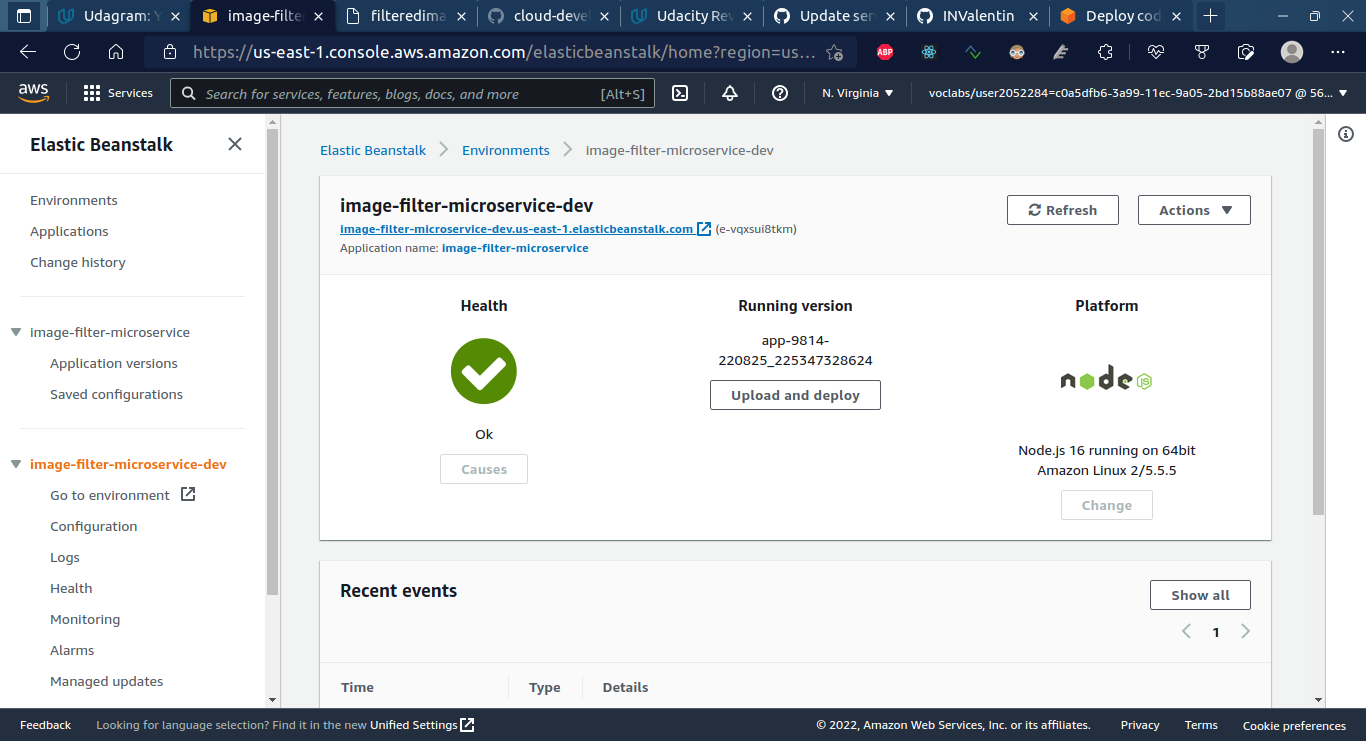 Udagram: Y
image-filte
filteredima
cloud-devel
Udacity Rev
Update serv
INValentin
Deploy cod
https://us-east-1.console.aws.amazon.com/elasticbeanstalk/home?region=us...
ABP
aws
Services
Search for services, features, blogs, docs, and more
[Alt+S]
N. Virginia
voclabs/user2052284=c0a5dfb6-3a99-11ec-9a05-2bd15b88ae07 @ 56...
Elastic Beanstalk
Environments
Applications
Change history
image-filter-microservice
Application versions
Saved configurations
image-filter-microservice-dev
Go to environment
Configuration
Logs
Health
Monitoring
Alarms
Managed updates
Elastic Beanstalk > Environments > image-filter-microservice-dev
image-filter-microservice-dev
image-filter-microservice-dev.us-east-1.elasticbeanstalk.com (e-vqxsui8tkm)
Application name: image-filter-microservice
Refresh
Actions
Health
Ok
Causes
Running version
app-9814-
220825_225347328624
Upload and deploy
Platform
node JS
Node.js 16 running on 64bit
Amazon Linux 2/5.5.5
Change
Recent events
Show all
1
Time
Type
Details
Feedback
Looking for language selection? Find it in the new Unified Settings
© 2022, Amazon Web Services, Inc. or its affiliates.
Privacy
Terms
Cookie preferences